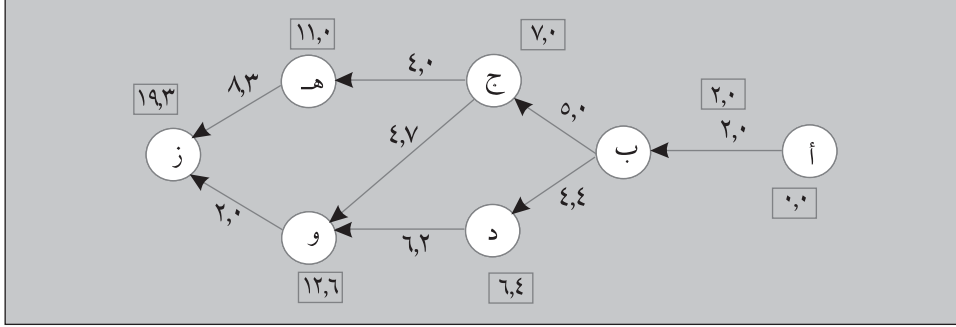 ٧,٠
١١,٠
١٩,٣
٢,٠
أ
٢,٠
ب
٥,٠
ج
٤,٠
هـ
٨,٣
ز
٤,٧
٤,٤
د
٦,٢
و
٢,٠
٠,٠
٦,٤
١٢,٦